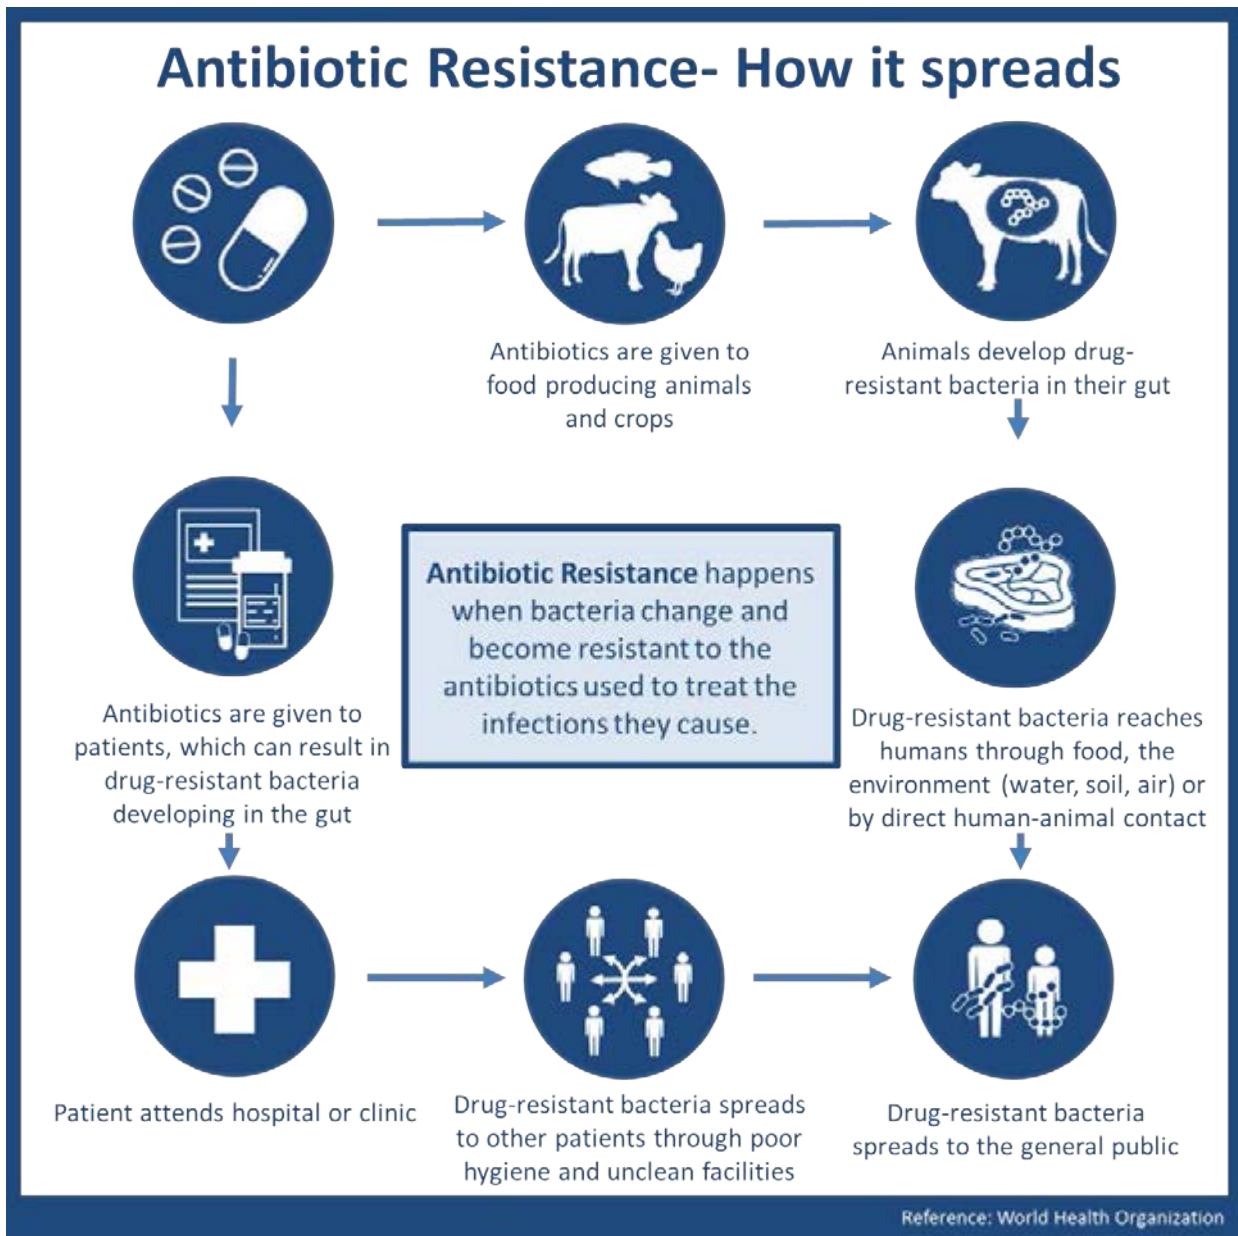 Antibiotic Resistance- How it spreads
Antibiotics are given to
food producing animals
and crops
Animals develop drug-
resistant bacteria in their gut
Antibiotics are given to
patients, which can result in
drug-resistant bacteria
developing in the gut
Antibiotic Resistance happens
when bacteria change and
become resistant to the
antibiotics used to treat the
infections they cause.
Drug-resistant bacteria reaches
humans through food, the
environment (water, soil, air) or
by direct human-animal contact
Patient attends hospital or clinic
Drug-resistant bacteria spreads
to other patients through poor
hygiene and unclean facilities
Drug-resistant bacteria
spreads to the general public
Reference: World Health Organization